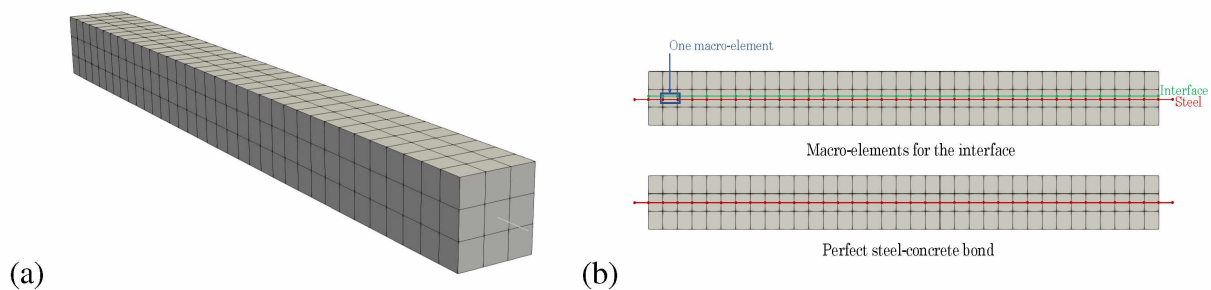 One macro-element
Interface
Steel
Macro-elements for the interface
Perfect steel-concrete bond
(a)
(b)